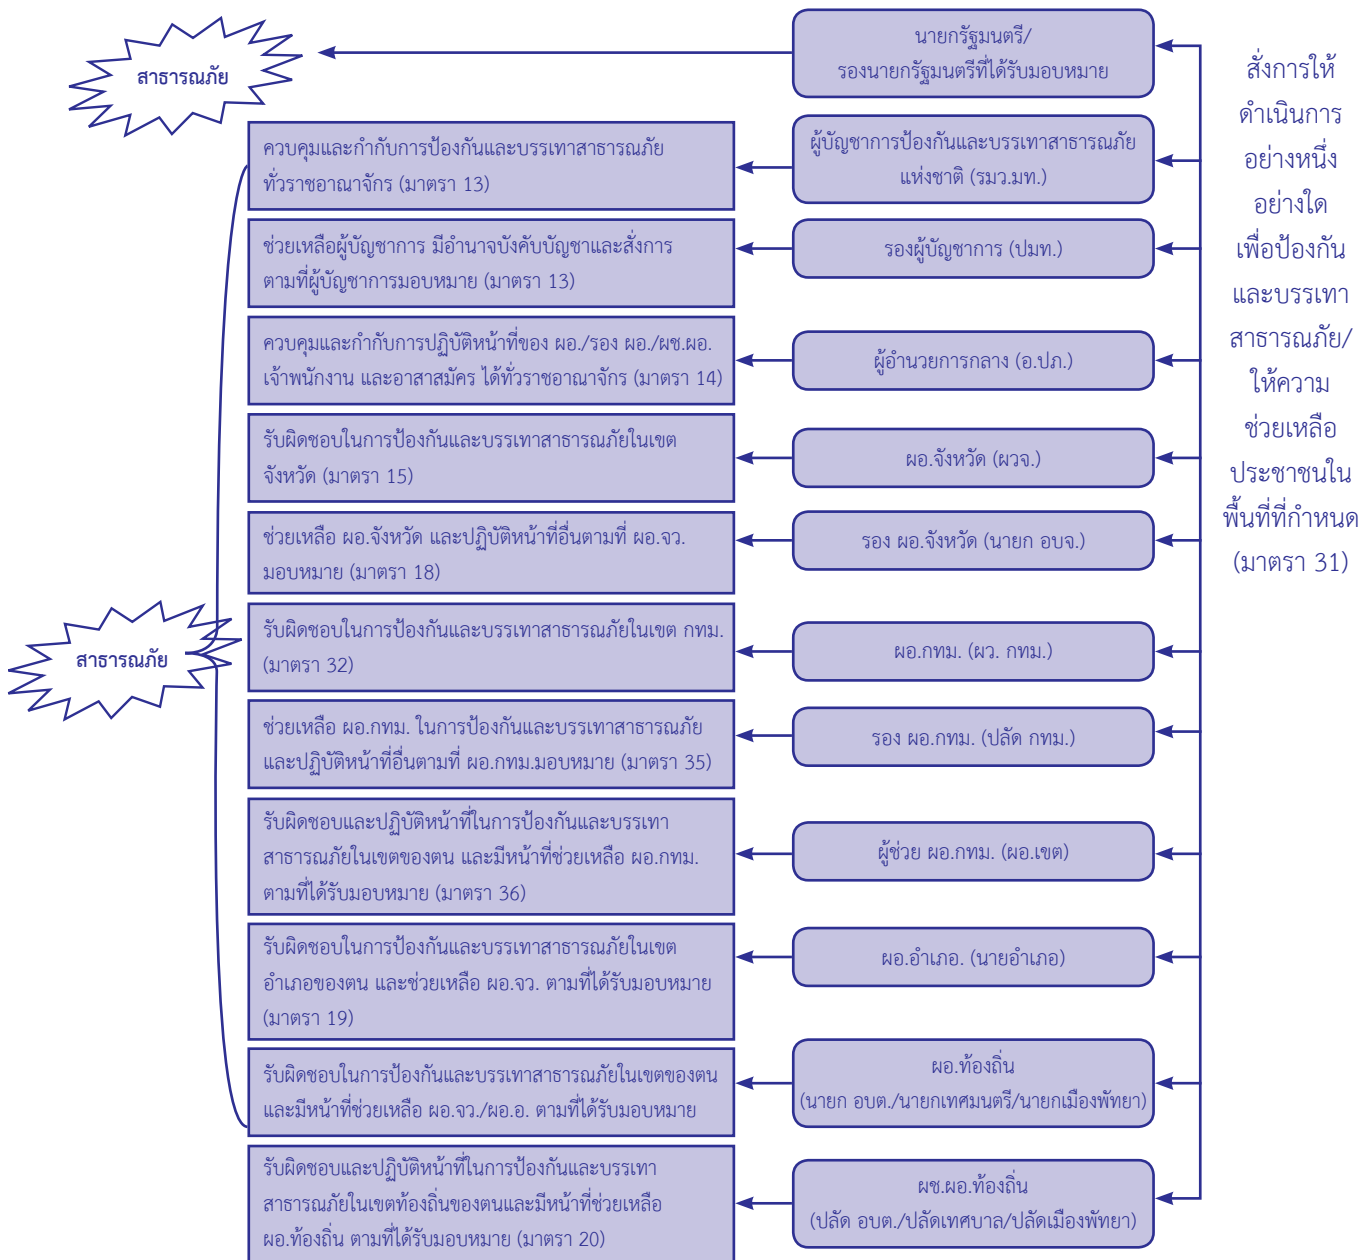 สาธารณภัย
นายกรัฐมนตรี/
รองนายกรัฐมนตรีที่ได้รับมอบหมาย
ควบคุมและกำกับการป้องกันและบรรเทาสาธารณภัย
ทั่วราชอาณาจักร (มาตรา 13)
ผู้บัญชาการป้องกันและบรรเทาสาธารณภัย
แห่งชาติ (รมว.มท.)
ช่วยเหลือผู้บัญชาการ มีอำนาจบังคับบัญชาและสั่งการ
ตามที่ผู้บัญชาการมอบหมาย (มาตรา 13)
รองผู้บัญชาการ (ปมท.)
ควบคุมและกำกับการปฏิบัติหน้าที่ของ ผอ./รอง ผอ./ผช.ผอ.
เจ้าพนักงาน และอาสาสมัคร ได้ทั่วราชอาณาจักร (มาตรา 14)
ผู้อำนวยการกลาง (อ.ปภ.)
รับผิดชอบในการป้องกันและบรรเทาสาธารณภัยในเขต
จังหวัด (มาตรา 15)
ผอ.จังหวัด (ผวจ.)
ช่วยเหลือ ผอ.จังหวัด และปฏิบัติหน้าที่อื่นตามที่ ผอ.จว.
มอบหมาย (มาตรา 18)
รอง ผอ.จังหวัด (นายก อบจ.)
สาธารณภัย
รับผิดชอบในการป้องกันและบรรเทาสาธารณภัยในเขต กทม.
(มาตรา 32)
ผอ.กทม. (ผว. กทม.)
ช่วยเหลือ ผอ.กทม. ในการป้องกันและบรรเทาสาธารณภัย
และปฏิบัติหน้าที่อื่นตามที่ ผอ.กทม.มอบหมาย (มาตรา 35)
รอง ผอ.กทม. (ปลัด กทม.)
รับผิดชอบและปฏิบัติหน้าที่ในการป้องกันและบรรเทา
สาธารณภัยในเขตของตน และมีหน้าที่ช่วยเหลือ ผอ.กทม.
ตามที่ได้รับมอบหมาย (มาตรา 36)
ผู้ช่วย ผอ.กทม. (ผอ.เขต)
รับผิดชอบในการป้องกันและบรรเทาสาธารณภัยในเขต
อำเภอของตน และช่วยเหลือ ผอ.จว. ตามที่ได้รับมอบหมาย
(มาตรา 19)
ผอ.อำเภอ. (นายอำเภอ)
รับผิดชอบในการป้องกันและบรรเทาสาธารณภัยในเขตของตน
และมีหน้าที่ช่วยเหลือ ผอ.จว./ผอ.อ. ตามที่ได้รับมอบหมาย
ผอ.ท้องถิ่น
(นายก อบต./นายกเทศมนตรี/นายกเมืองพัทยา)
รับผิดชอบและปฏิบัติหน้าที่ในการป้องกันและบรรเทา
สาธารณภัยในเขตท้องถิ่นของตนและมีหน้าที่ช่วยเหลือ
ผอ.ท้องถิ่น ตามที่ได้รับมอบหมาย (มาตรา 20)
ผช.ผอ.ท้องถิ่น
(ปลัด อบต./ปลัดเทศบาล/ปลัดเมืองพัทยา)
สั่งการให้
ดำเนินการ
อย่างหนึ่ง
อย่างใด
เพื่อป้องกัน
และบรรเทา
สาธารณภัย/
ให้ความ
ช่วยเหลือ
ประชาชนใน
พื้นที่ที่กำหนด
(มาตรา 31)